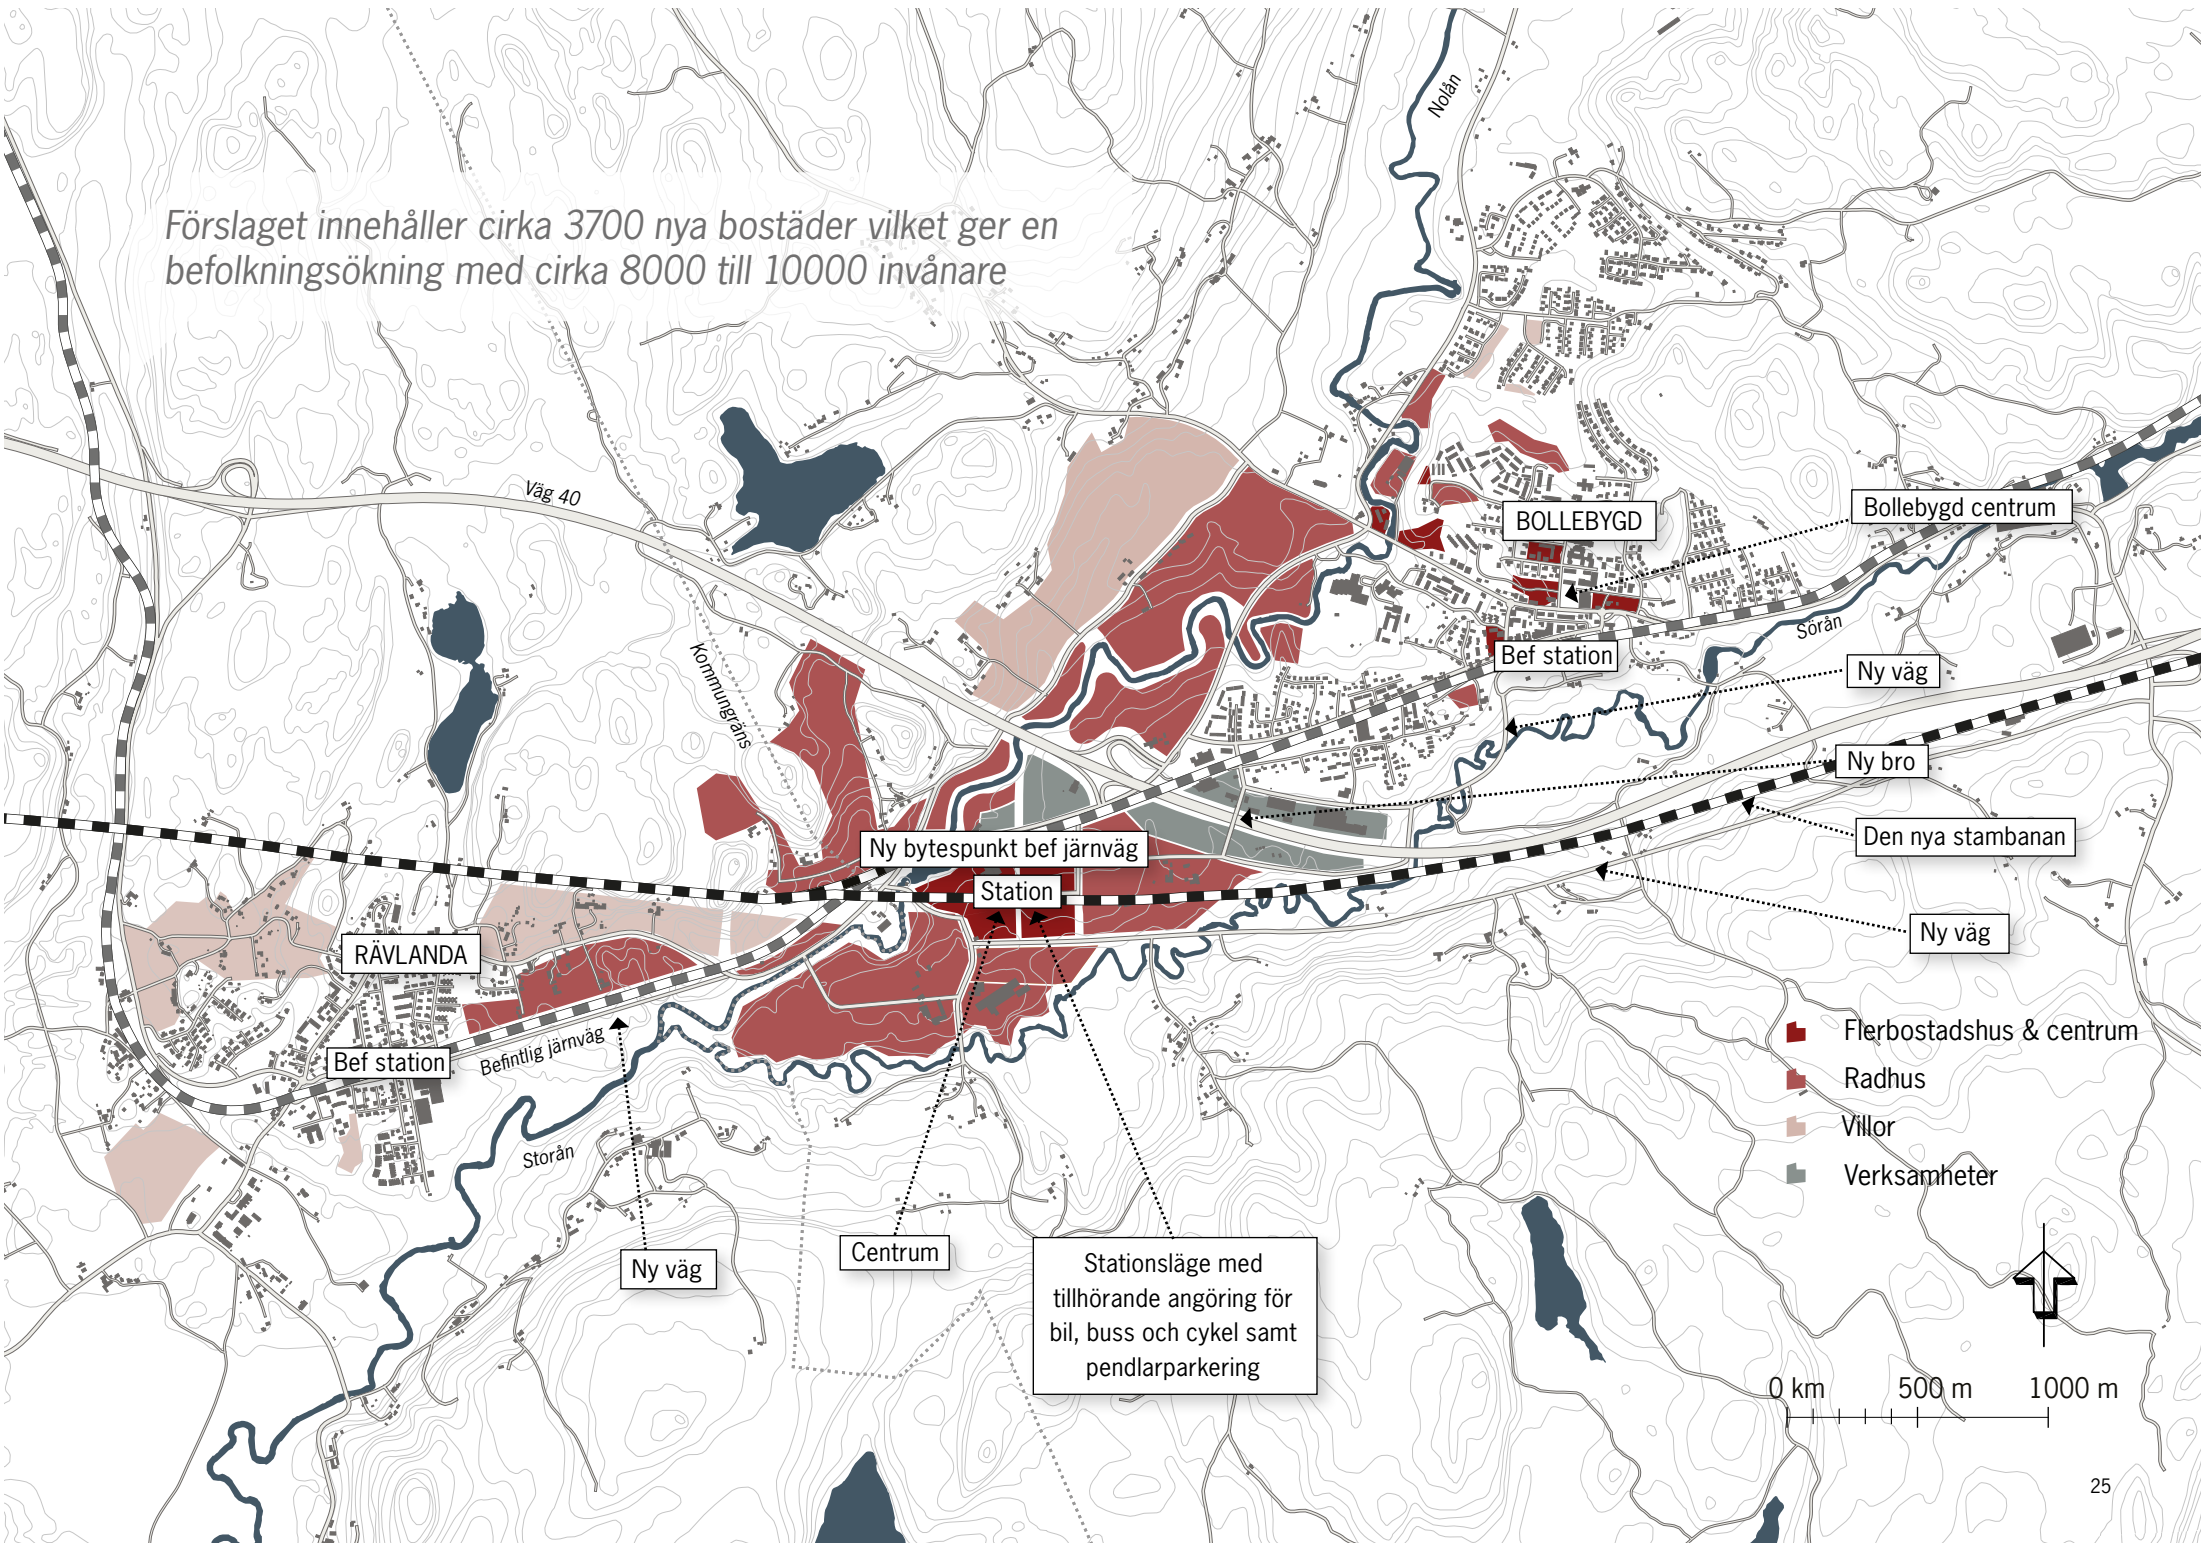 Förslaget innehåller cirka 3700 nya bostäder vilket ger en
befolkningsökning med cirka 8000 till 10000 invånare
Nolån
Väg 40
BOLLEBYGD
Bollebygd centrum
Sörån
Bef station
Ny väg
Kommungräns
Ny bro
Den nya stambanan
Ny bytespunkt bef järnväg
Station
Ny väg
RÄVLANDA
Bef station
Befintlig järnväg
Storån
Ny väg
Centrum
Stationsläge med
tillhörande angöring för
bil, buss och cykel samt
pendlarparkering
Flerbostadshus & centrum
Radhus
Villor
Verksamheter
0 km 500 m 1000 m
25